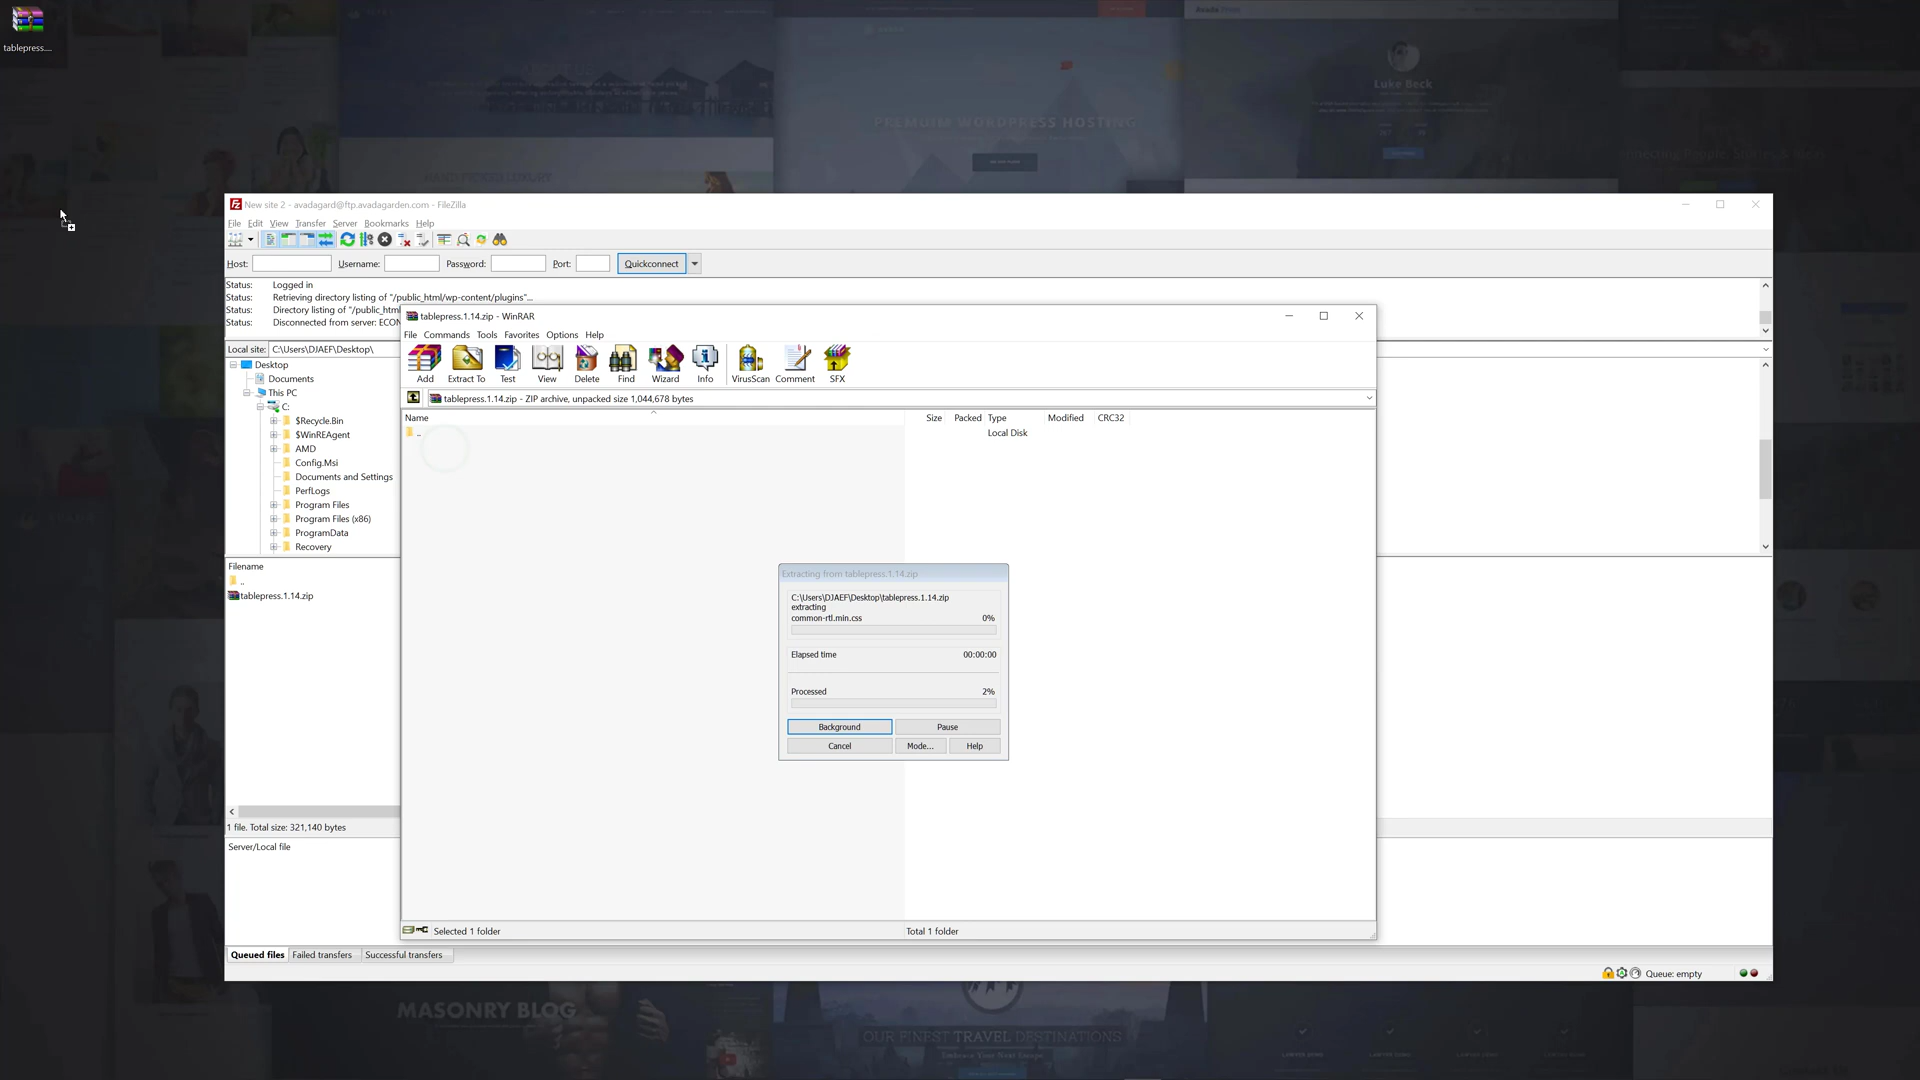 tablepress....
Luke Beck
PREMIUM WORDPRESS HOSTING
New site 2 - avadagard@ftp.avadagarden.com - FileZilla
File Edit View Transfer Server Bookmarks Help
Host: Username: Password: Port: Quickconnect
Status: Logged in
Status: Retrieving directory listing of "/public_html/wp-content/plugins"...
Status: Directory listing of "/public_html
Status: Disconnected from server: ECON
Local site: C:\Users\DJAEF\Desktop\
Desktop
Documents
This PC
C:
$Recycle.Bin
$WinREAgent
AMD
Config.Msi
Documents and Settings
PerfLogs
Program Files
Program Files (x86)
ProgramData
Recovery
Filename
..
tablepress.1.14.zip
1 file. Total size: 321,140 bytes
Server/Local file
Queued files Failed transfers Successful transfers
Queue: empty
tablepress.1.14.zip - WinRAR
File Commands Tools Favorites Options Help
Add Extract To Test View Delete Find Wizard Info VirusScan Comment SFX
tablepress.1.14.zip - ZIP archive, unpacked size 1,044,678 bytes
Name Size Packed Type Modified CRC32
.. Local Disk
Extracting from tablepress.1.14.zip
C:\Users\DJAEF\Desktop\tablepress.1.14.zip
extracting
common-rtl.min.css 0%
Elapsed time 00:00:00
Processed 2%
Background Pause
Cancel Mode... Help
Selected 1 folder Total 1 folder
MASONRY BLOG
OUR FINEST TRAVEL DESTINATIONS